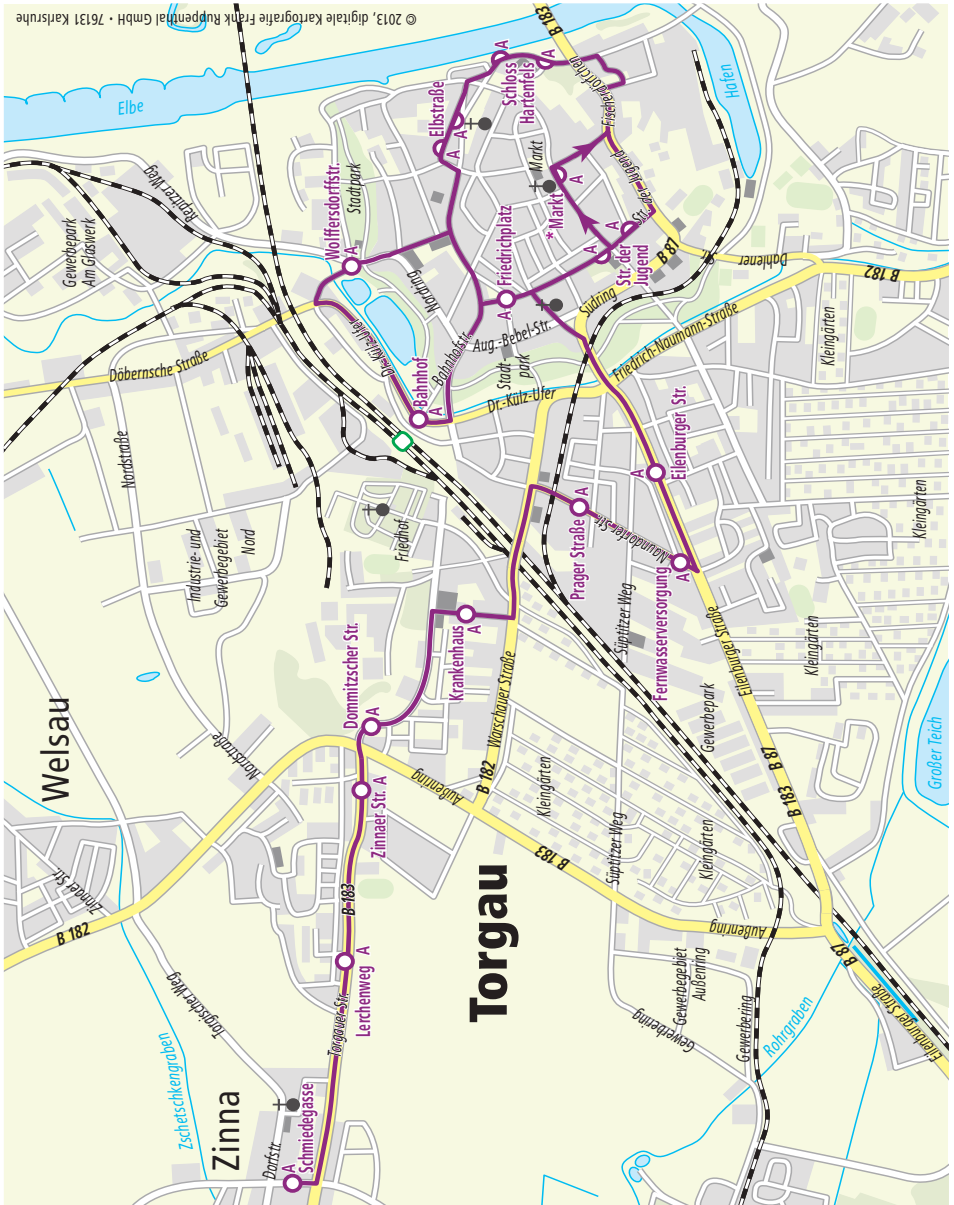 © 2013, digitale Kartografie Frank Ruppenthal GmbH • 76131 Karlsruhe
B 183
Elbe
Hafen
Schloss
Hartenfels
A
A
Fischerdörfchen
Elbstraße
A
A
Repitzer Weg
Gewerbepark
Am Glaswerk
Wolffersdorffstr.
A
Stadtpark
Markt
* Markt
A
Str. der Jugend
Str. der
Jugend
A
A
B 87
Friedrichplatz
A
Nordring
Südring
Dahlener
B 182
Döbernsche Straße
Dr.-Külz-Ufer
Bahnhof
A
Bahnhofstr.
Aug.-Bebel-Str.
Stadt-
park
Dr.-Külz-Ufer
Friedrich-Naumann-Straße
Kleingärten
Nordstraße
Industrie- und
Gewerbegebiet
Nord
Friedhof
Eilenburger Str.
A
Prager Straße
A
Naundorfer Str.
Fernwasserversorgung
A
Kleingärten
Krankenhaus
A
Dommitzscher Str.
A
Süptitzer Weg
Eilenburger Straße
Kleingärten
Warschauer Straße
B 182
Gewerbepark
Welsau
Nordstraße
Außenring
Zinnaer Str. A
Kleingärten
B 87
B 183
Großer Teich
Zinnaer Str.
B 182
B 183
B 183
Süptitzer Weg
Kleingärten
Außenring
Torgau
Lerchenweg A
Torgischer Weg
Torgauer Str.
Gewerbegebiet
Außenring
Gewerbering
Gewerbering
B 87
Eilenburger Straße
Rohrgraben
Zschetschkengraben
Zinna
Dorfstr.
A
Schmiedegasse